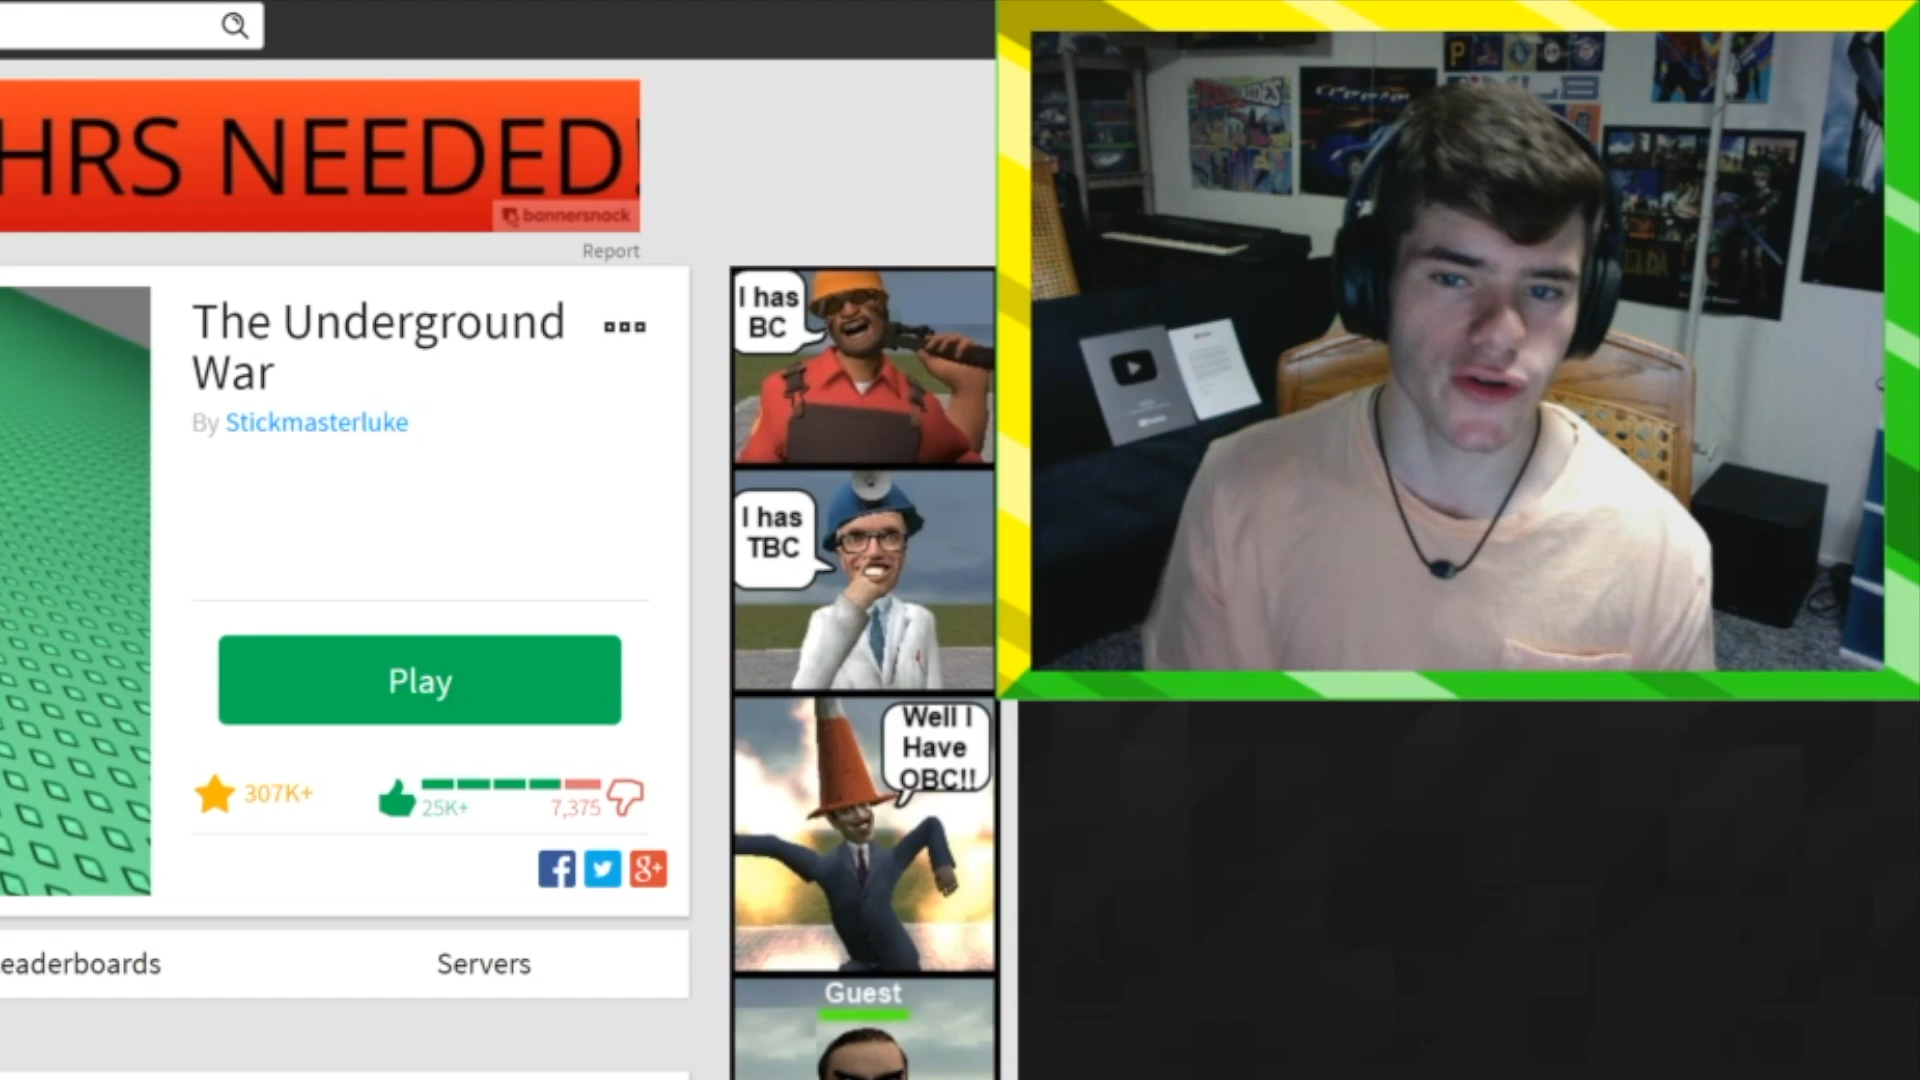 HRS NEEDED!
bannersnack
Report
The Underground
War
By Stickmasterluke
Play
307K+
25K+
7,375
eaderboards
Servers
I has
BC
I has
TBC
Well I
Have
OBC!!
Guest
P
ELDA